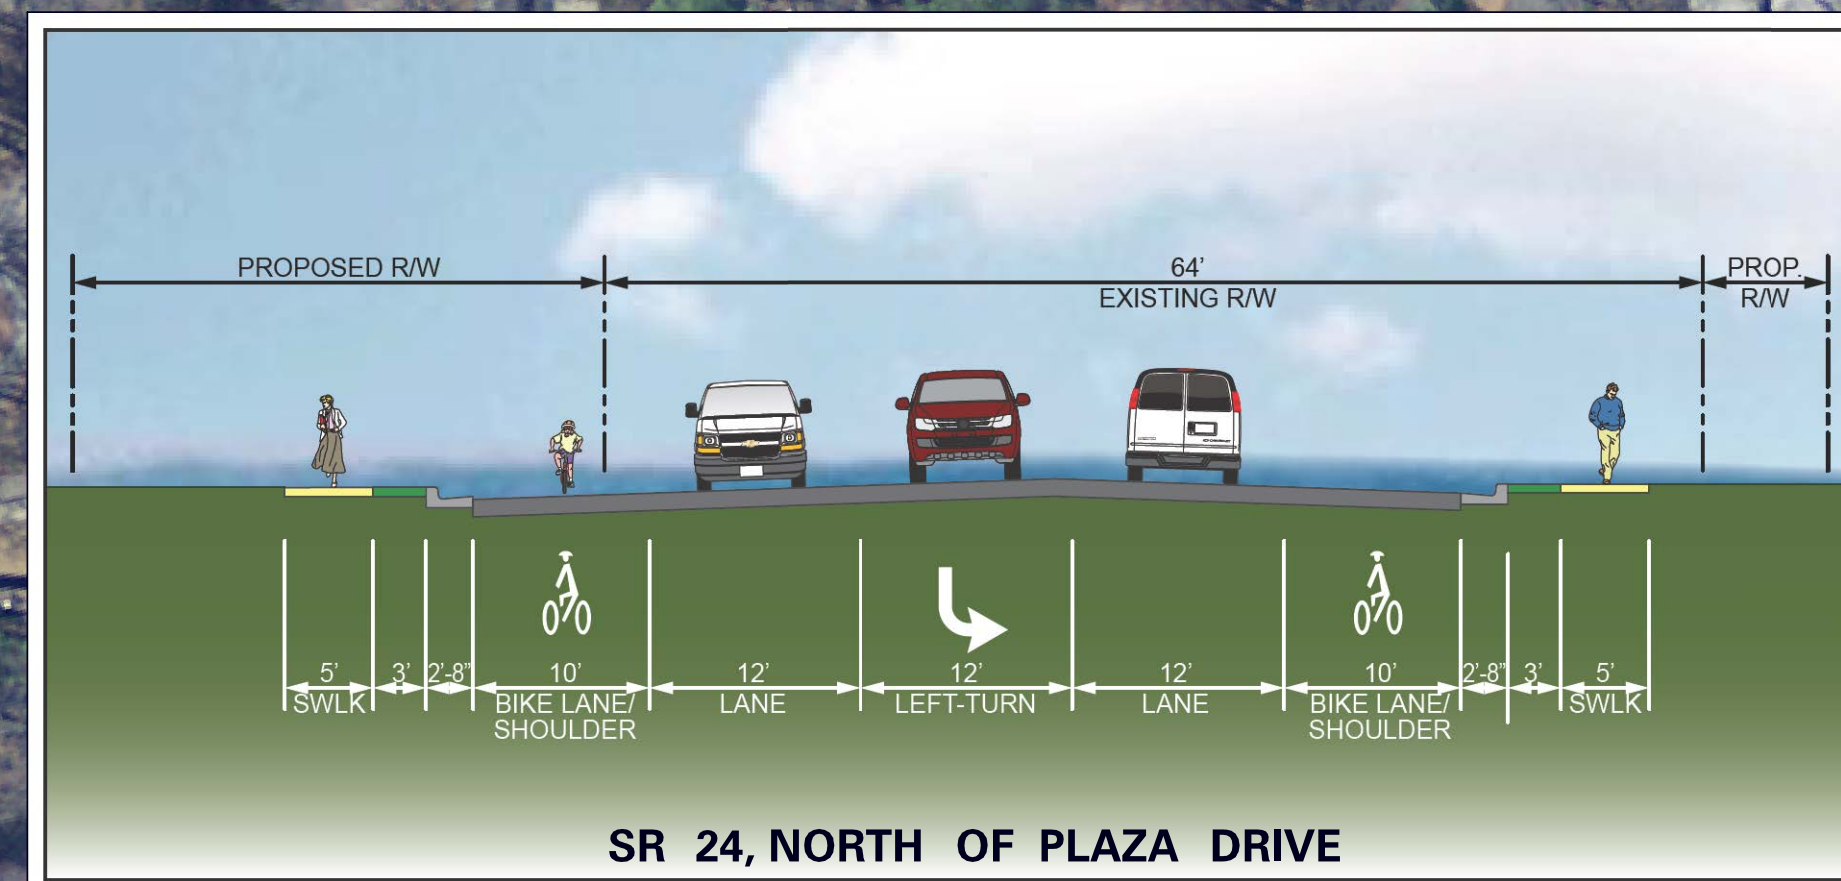 PROPOSED R/W
64’
EXISTING R/W
PROP.
R/W
5’
SWLK
3’
2’-8”
10’
BIKE LANE/
SHOULDER
12’
LANE
12’
LEFT-TURN
12’
LANE
10’
BIKE LANE/
SHOULDER
2’-8”
3’
5’
SWLK
SR 24, NORTH OF PLAZA DRIVE